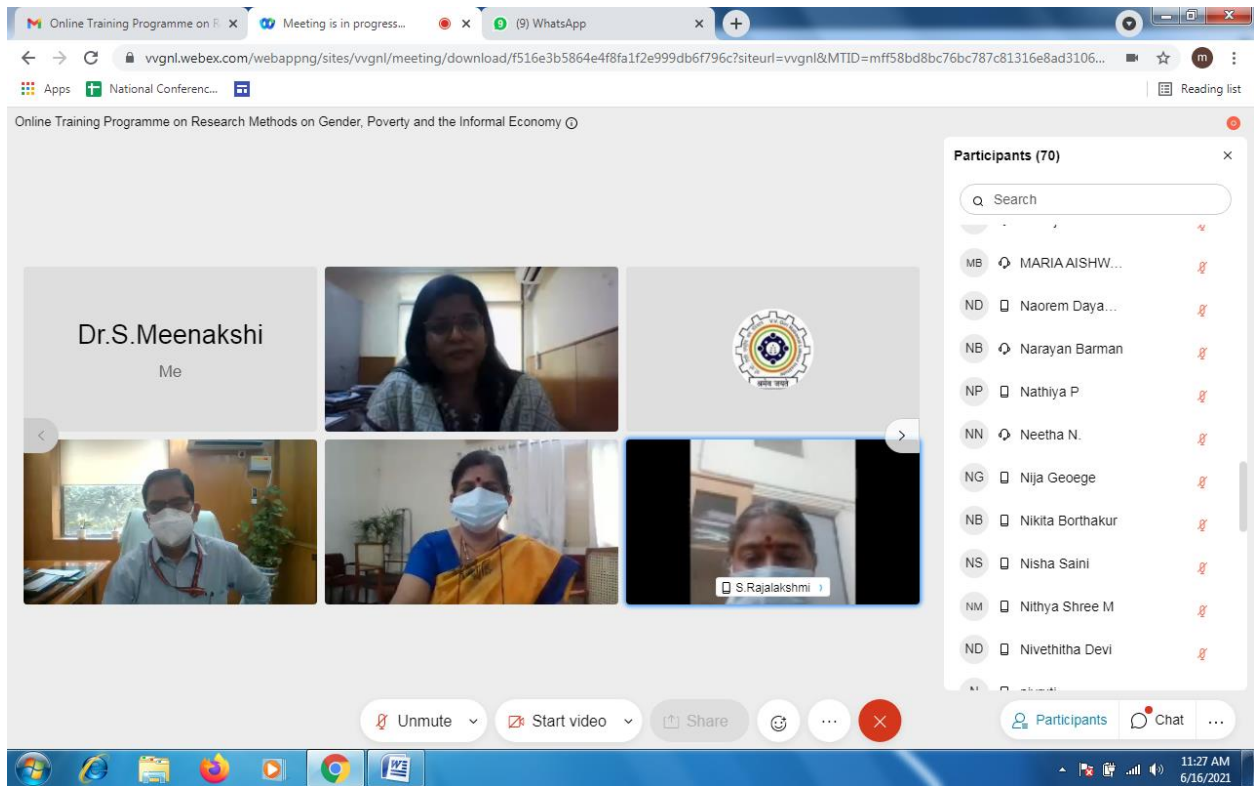 Online Training Programme on R
Meeting is in progress...
(9) WhatsApp
vvgnl.webex.com/webappng/sites/vvgnl/meeting/download/f516e3b5864e4f8fa1f2e999db6f796c?siteurl=vvgnl&MTID=mff58bd8bc76bc787c81316e8ad3106...
m
Apps
National Conferenc...
Reading list
Online Training Programme on Research Methods on Gender, Poverty and the Informal Economy
Participants (70)
Search
MB MARIA AISHW...
ND Naorem Daya...
NB Narayan Barman
NP Nathiya P
NN Neetha N.
NG Nija Geoege
NB Nikita Borthakur
NS Nisha Saini
NM Nithya Shree M
ND Nivethitha Devi
Dr.S.Meenakshi
Me
श्रमेव जयते
S.Rajalakshmi
Unmute
Start video
Share
Participants
Chat
11:27 AM
6/16/2021